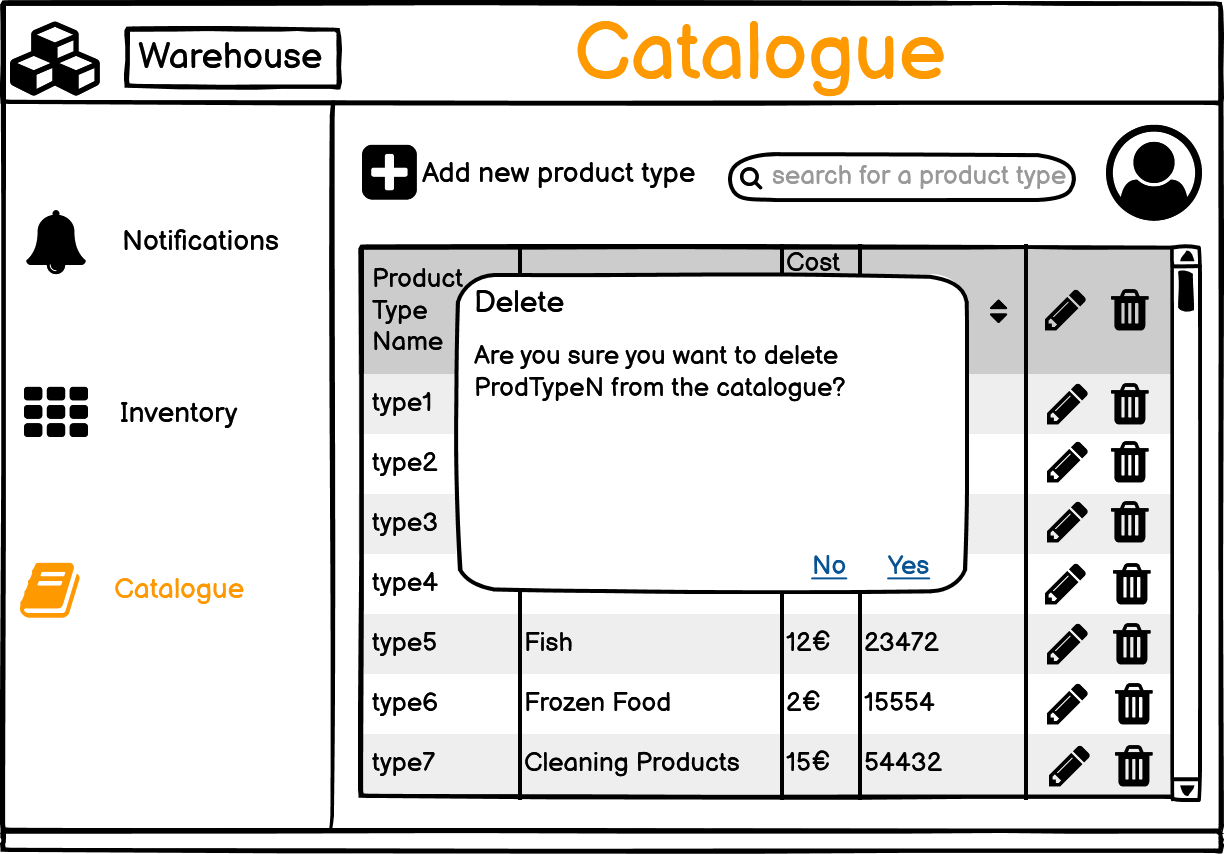 Warehouse
Catalogue
Add new product type
search for a product type
Notifications
Inventory
Catalogue
Product
Type
Name
Cost
Delete
Are you sure you want to delete
ProdTypeN from the catalogue?
No Yes
type1
type2
type3
type4
type5 Fish 12€ 23472
type6 Frozen Food 2€ 15554
type7 Cleaning Products 15€ 54432